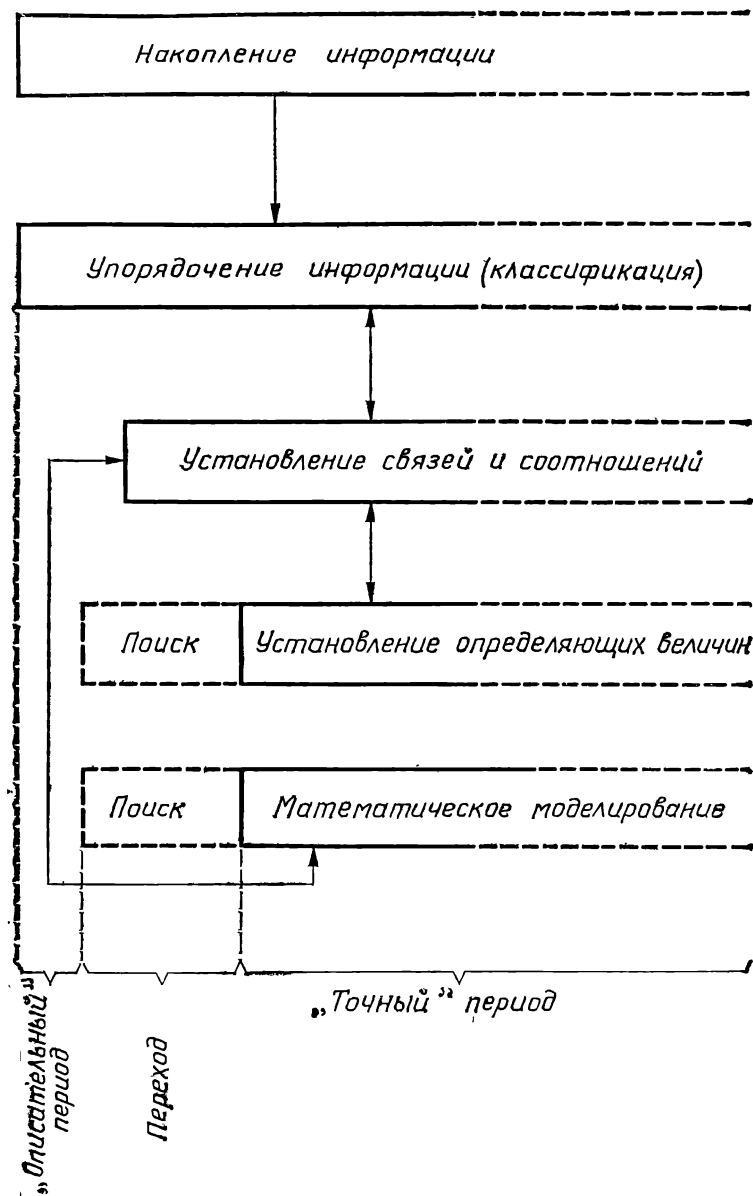 Накопление информации
Упорядочение информации (классификация)
Установление связей и соотношений
Поиск
Установление определяющих величин
Поиск
Математическое моделирование
„Описательный”
период
Переход
„Точный” период